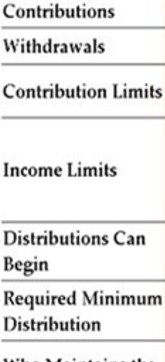 Contributions
Withdrawals
Contribution Limits
Income Limits
Distributions Can
Begin
Required Minimum
Distribution